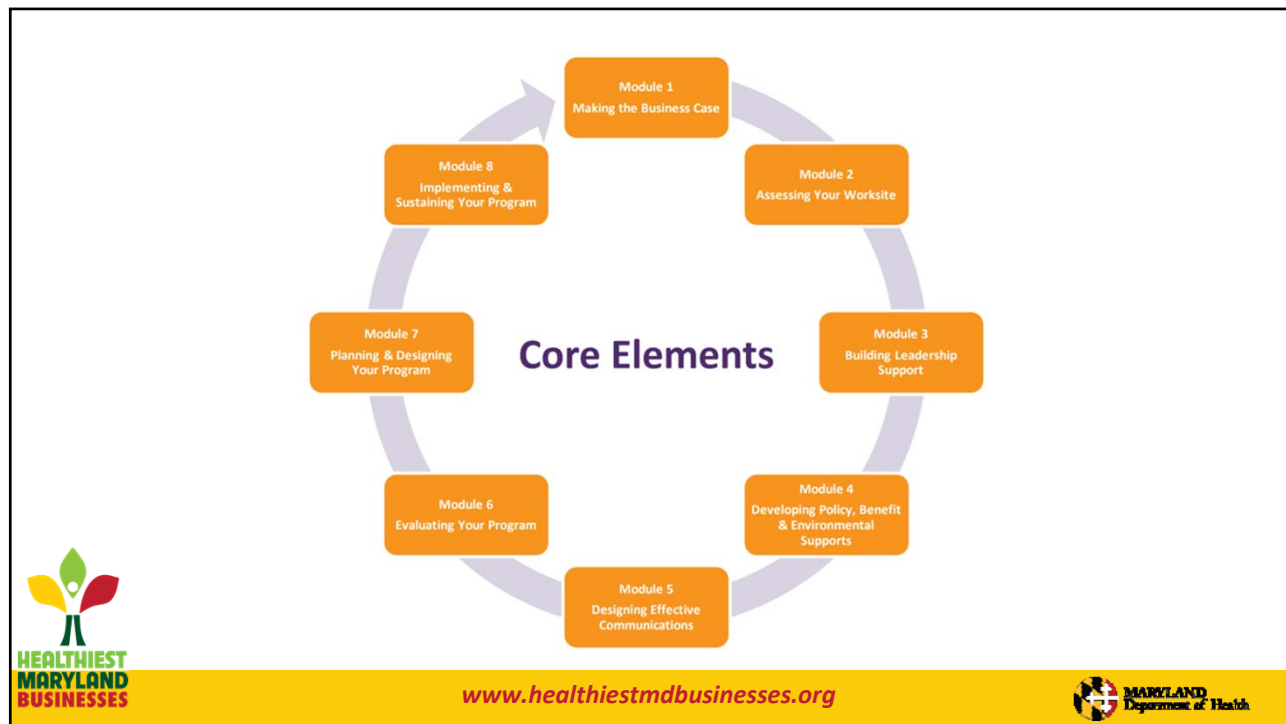 Module 1
Making the Business Case
Module 2
Assessing Your Worksite
Module 3
Building Leadership
Support
Module 4
Developing Policy, Benefit
& Environmental
Supports
Module 5
Designing Effective
Communications
Module 6
Evaluating Your Program
Module 7
Planning & Designing
Your Program
Module 8
Implementing &
Sustaining Your Program
Core Elements
HEALTHIEST
MARYLAND
BUSINESSES
www.healthiestmdbusinesses.org
MARYLAND
Department of Health